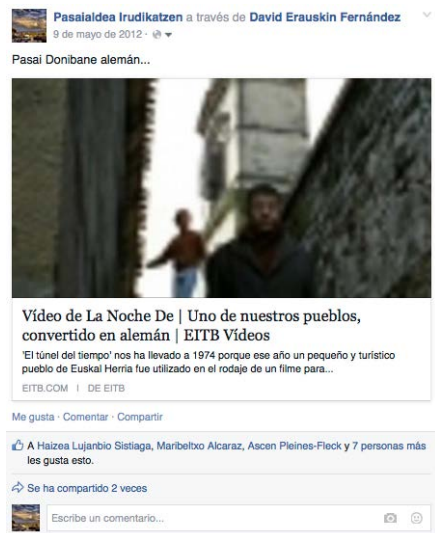 Pasaialdea Irudikatzen a través de David Erauskin Fernández
9 de mayo de 2012 ·
Pasai Donibane alemán...
Vídeo de La Noche De | Uno de nuestros pueblos,
convertido en alemán | EITB Vídeos
'El túnel del tiempo' nos ha llevado a 1974 porque ese año un pequeño y turístico
pueblo de Euskal Herria fue utilizado en el rodaje de un filme para...
EITB.COM | DE EITB
Me gusta · Comentar · Compartir
A Haizea Lujanbio Sistiaga, Maribeltxo Alcaraz, Ascen Pleines-Fleck y 7 personas más
les gusta esto.
Se ha compartido 2 veces
Escribe un comentario...